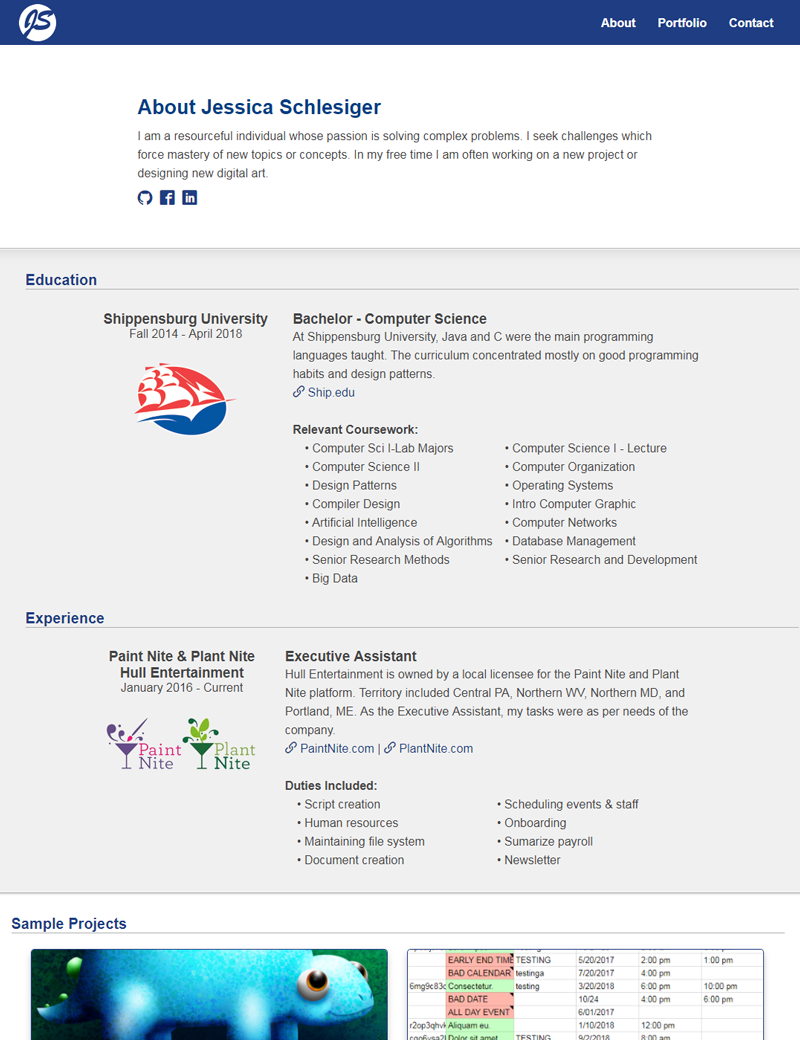 JS
About Portfolio Contact
About Jessica Schlesiger
I am a resourceful individual whose passion is solving complex problems. I seek challenges which
force mastery of new topics or concepts. In my free time I am often working on a new project or
designing new digital art.
Education
Shippensburg University
Fall 2014 - April 2018
Bachelor - Computer Science
At Shippensburg University, Java and C were the main programming
languages taught. The curriculum concentrated mostly on good programming
habits and design patterns.
Ship.edu
Relevant Coursework:
• Computer Sci I-Lab Majors
• Computer Science I - Lecture
• Computer Science II
• Computer Organization
• Design Patterns
• Operating Systems
• Compiler Design
• Intro Computer Graphic
• Artificial Intelligence
• Computer Networks
• Design and Analysis of Algorithms
• Database Management
• Senior Research Methods
• Senior Research and Development
• Big Data
Experience
Paint Nite & Plant Nite
Hull Entertainment
January 2016 - Current
Paint
Nite
Plant
Nite
Executive Assistant
Hull Entertainment is owned by a local licensee for the Paint Nite and Plant
Nite platform. Territory included Central PA, Northern WV, Northern MD, and
Portland, ME. As the Executive Assistant, my tasks were as per needs of the
company.
PaintNite.com | PlantNite.com
Duties Included:
• Script creation
• Scheduling events & staff
• Human resources
• Onboarding
• Maintaining file system
• Sumarize payroll
• Document creation
• Newsletter
Sample Projects
EARLY END TIME TESTING 5/20/2017 2:00 pm 1:00 pm
BAD CALENDAR testinga 7/20/2017 4:00 pm
6mg9c83c Consectetur. testing 3/20/2018 6:00 pm 10:00 pm
BAD DATE 10/24 4:00 pm 6:00 pm
ALL DAY EVENT 6/01/2017
r2op3qhvk Aliquam eu. 1/10/2018 12:00 pm
Dolor sit amet TESTING 9/2/2018 8:00 am